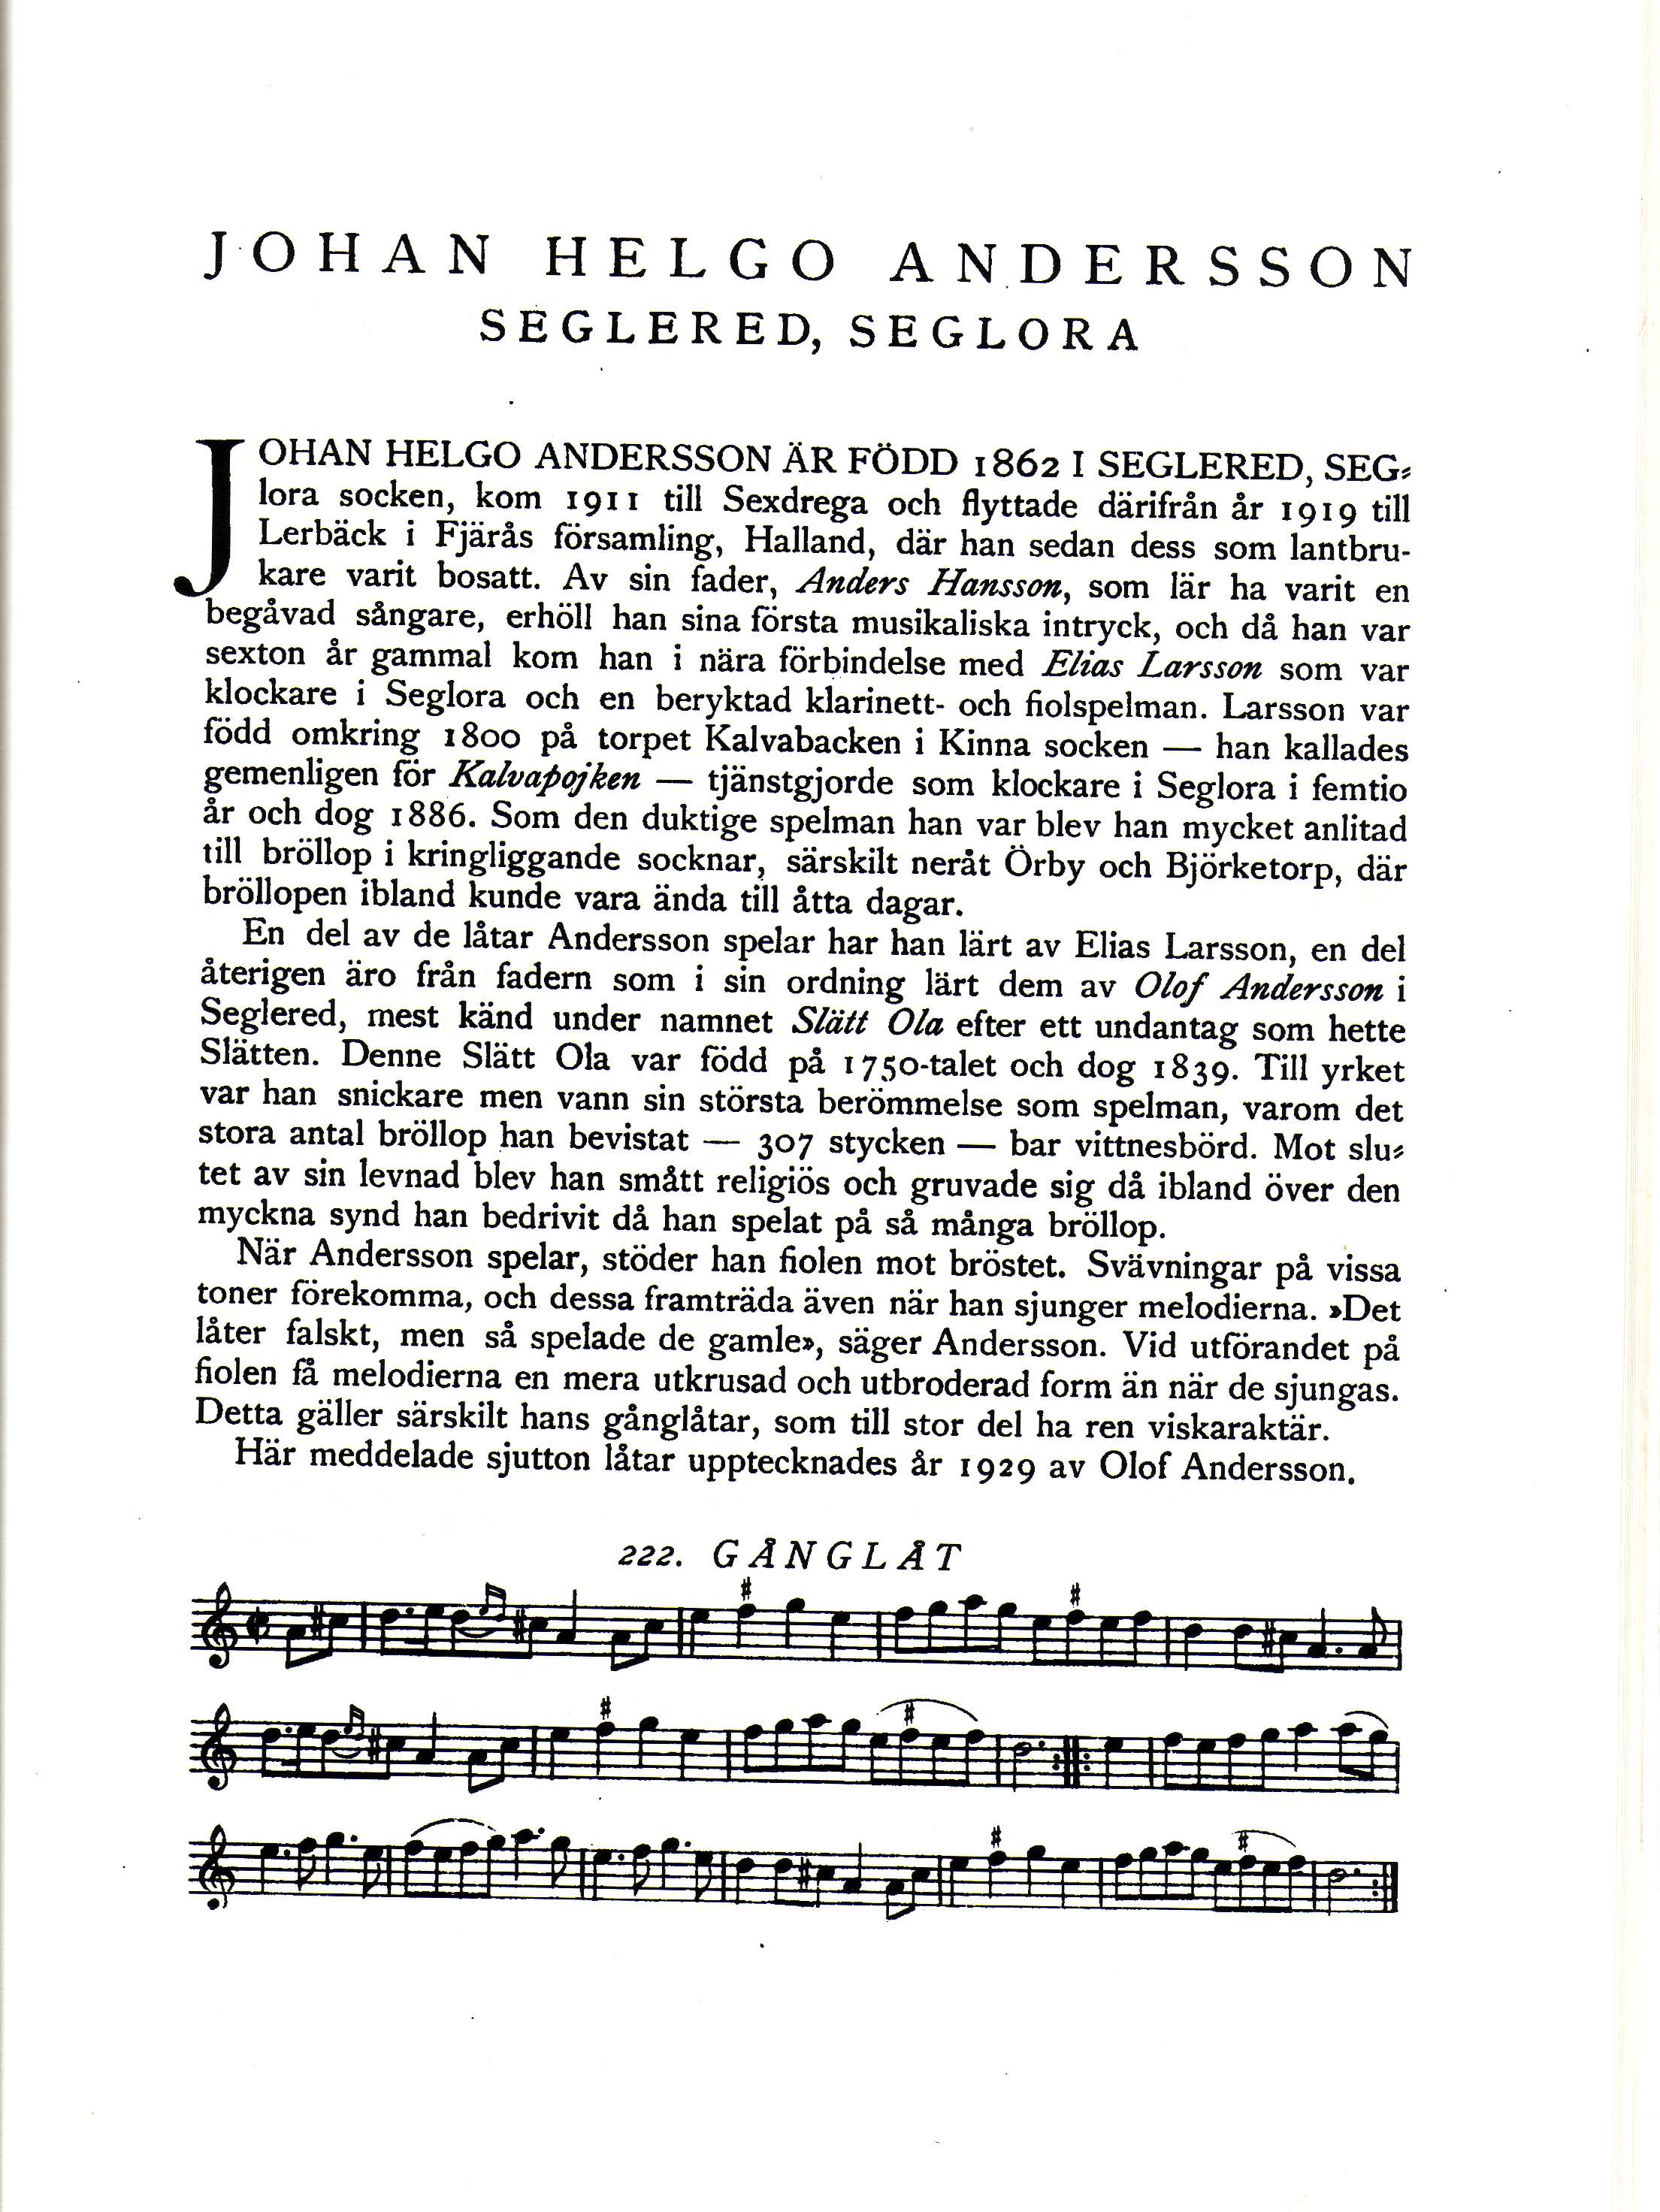 JOHAN HELGO ANDERSSON
SEGLERED, SEGLORA
JOHAN HELGO ANDERSSON ÄR FÖDD 1862 I SEGLERED, SEG-
lora socken, kom 1911 till Sexdrega och flyttade därifrån år 1919 till
Lerbäck i Fjärås församling, Halland, där han sedan dess som lantbru-
kare varit bosatt. Av sin fader, Anders Hansson, som lär ha varit en
begåvad sångare, erhöll han sina första musikaliska intryck, och då han var
sexton år gammal kom han i nära förbindelse med Elias Larsson som var
klockare i Seglora och en beryktad klarinett- och fiolspelman. Larsson var
född omkring 1800 på torpet Kalvabacken i Kinna socken — han kallades
gemenligen för Kalvapojken — tjänstgjorde som klockare i Seglora i femtio
år och dog 1886. Som den duktige spelman han var blev han mycket anlitad
till bröllop i kringliggande socknar, särskilt neråt Örby och Björketorp, där
bröllopen ibland kunde vara ända till åtta dagar.
En del av de låtar Andersson spelar har han lärt av Elias Larsson, en del
återigen äro från fadern som i sin ordning lärt dem av Olof Andersson i
Seglered, mest känd under namnet Slätt Ola efter ett undantag som hette
Slätten. Denne Slätt Ola var född på 1750-talet och dog 1839. Till yrket
var han snickare men vann sin största berömmelse som spelman, varom det
stora antal bröllop han bevistat — 307 stycken — bar vittnesbörd. Mot slu-
tet av sin levnad blev han smått religiös och gruvade sig då ibland över den
myckna synd han bedrivit då han spelat på så många bröllop.
När Andersson spelar, stöder han fiolen mot bröstet. Svävningar på vissa
toner förekomma, och dessa framträda även när han sjunger melodierna. »Det
låter falskt, men så spelade de gamle», säger Andersson. Vid utförandet på
fiolen få melodierna en mera utkrusad och utbroderad form än när de sjungas.
Detta gäller särskilt hans gånglåtar, som till stor del ha ren viskaraktär.
Här meddelade sjutton låtar upptecknades år 1929 av Olof Andersson.
222. GÅNGLÅT